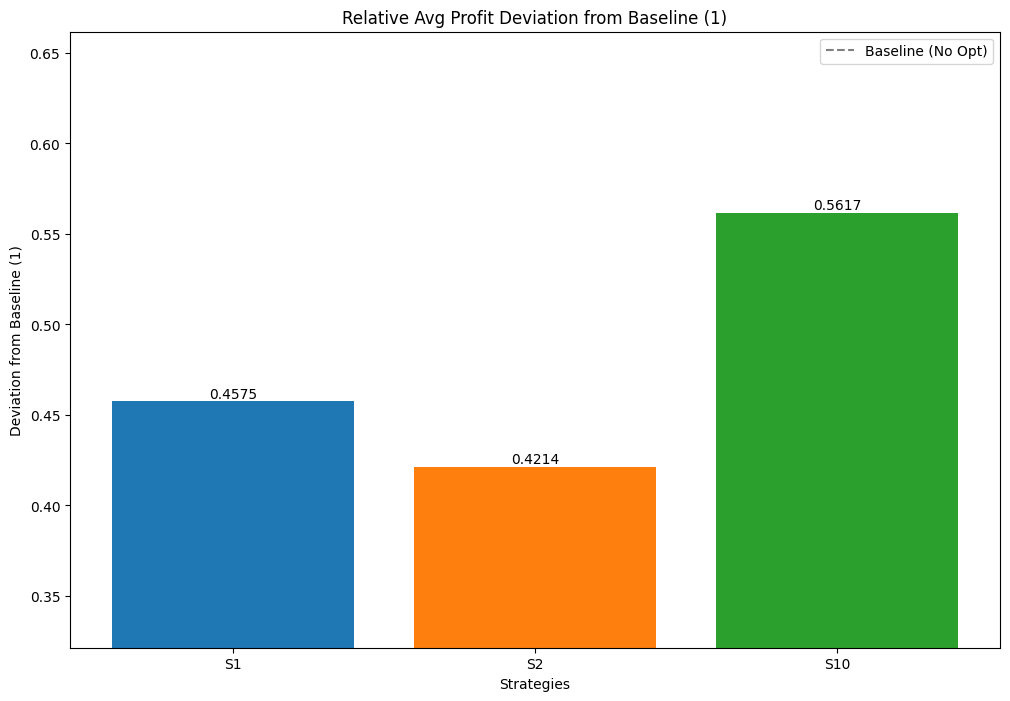 Relative Avg Profit Deviation from Baseline (1)
Baseline (No Opt)
Deviation from Baseline (1)
0.65
0.60
0.55
0.50
0.45
0.40
0.35
0.4575
0.4214
0.5617
S1
S2
S10
Strategies